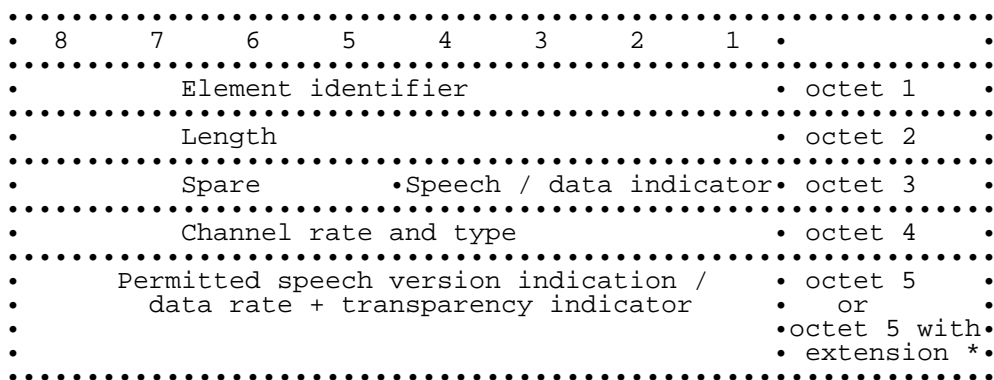 8 7 6 5 4 3 2 1
Element identifier octet 1
Length octet 2
Spare Speech / data indicator octet 3
Channel rate and type octet 4
Permitted speech version indication / octet 5
data rate + transparency indicator or
octet 5 with
extension *